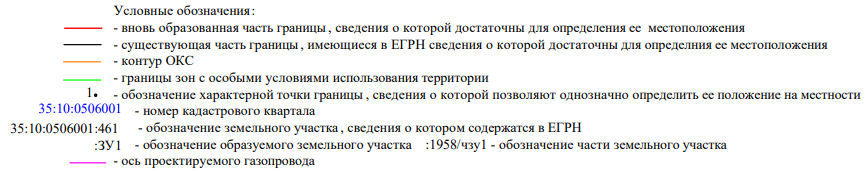 Условные обозначения:
- вновь образованная часть границы, сведения о которой достаточны для определения ее местоположения
- существующая часть границы, имеющиеся в ЕГРН сведения о которой достаточны для определния ее местоположения
- контур ОКС
- границы зон с особыми условиями использования территории
1. - обозначение характерной точки границы, сведения о которой позволяют однозначно определить ее положение на местности
35:10:0506001 - номер кадастрового квартала
35:10:0506001:461 - обозначение земельного участка, сведения о котором содержатся в ЕГРН
:ЗУ1 - обозначение образуемого земельного участка :1958/чзу1 - обозначение части земельного участка
- ось проектируемого газопровода